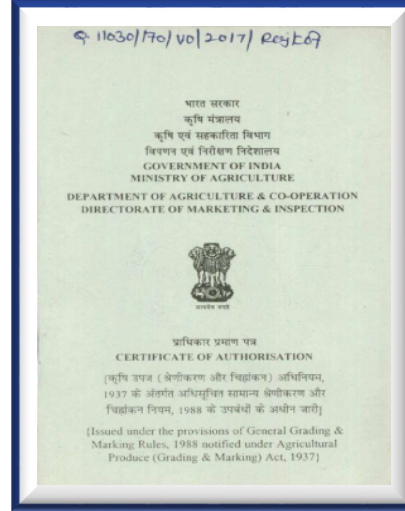 Q 11030/170/VO/2017/ Rajkot
भारत सरकार
कृषि मंत्रालय
कृषि एवं सहकारिता विभाग
विपणन एवं निरीक्षण निदेशालय
GOVERNMENT OF INDIA
MINISTRY OF AGRICULTURE
DEPARTMENT OF AGRICULTURE & CO-OPERATION
DIRECTORATE OF MARKETING & INSPECTION
सत्यमेव जयते
प्राधिकार प्रमाण पत्र
CERTIFICATE OF AUTHORISATION
{कृषि उपज ( श्रेणीकरण और चिह्नांकन) अधिनियम,
1937 के अंतर्गत अधिसूचित सामान्य श्रेणीकरण और
चिह्नांकन नियम, 1988 के उपबंधों के अधीन जारी}
{Issued under the provisions of General Grading &
Marking Rules, 1988 notified under Agricultural
Produce (Grading & Marking) Act, 1937}